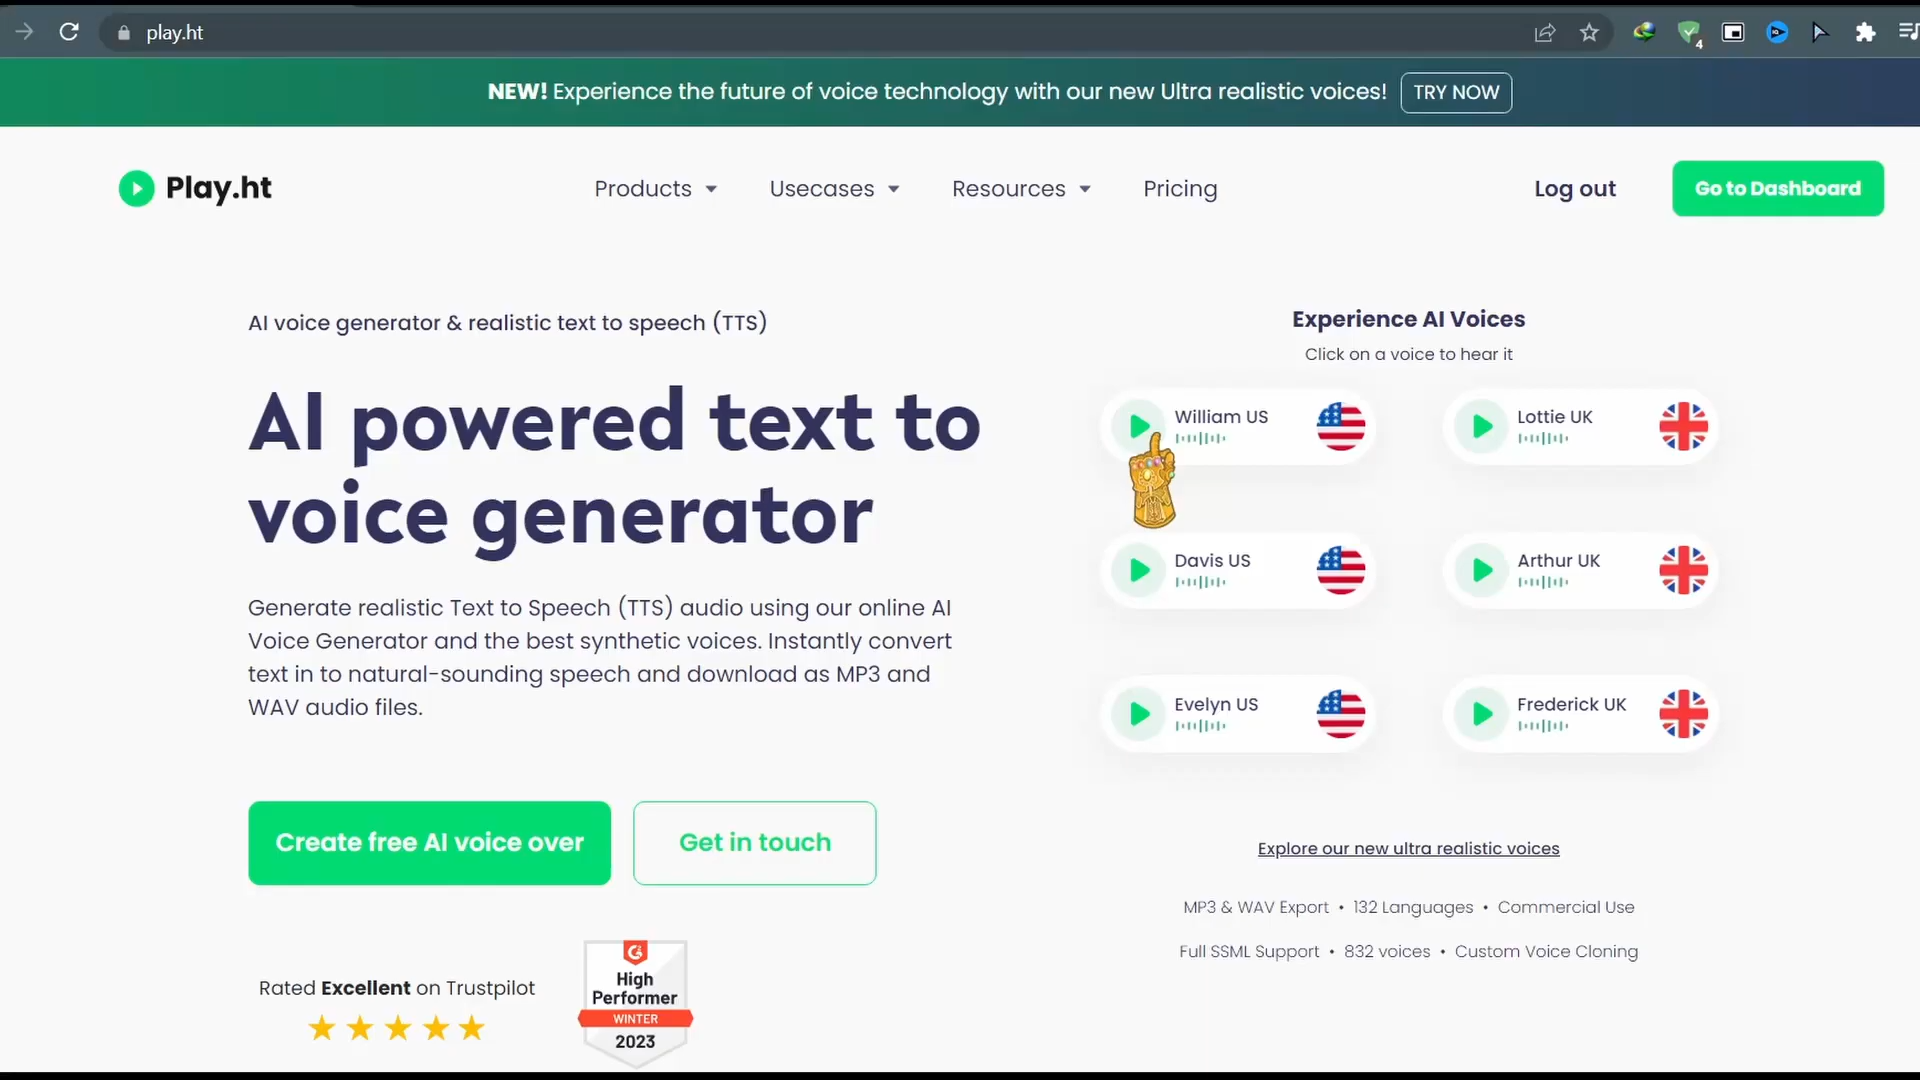 play.ht
4
NEW! Experience the future of voice technology with our new Ultra realistic voices!
TRY NOW
Play.ht
Products
Usecases
Resources
Pricing
Log out
Go to Dashboard
AI voice generator & realistic text to speech (TTS)
AI powered text to
voice generator
Generate realistic Text to Speech (TTS) audio using our online AI
Voice Generator and the best synthetic voices. Instantly convert
text in to natural-sounding speech and download as MP3 and
WAV audio files.
Create free AI voice over
Get in touch
Rated Excellent on Trustpilot
High
Performer
WINTER
2023
Experience AI Voices
Click on a voice to hear it
William US
Lottie UK
Davis US
Arthur UK
Evelyn US
Frederick UK
Explore our new ultra realistic voices
MP3 & WAV Export • 132 Languages • Commercial Use
Full SSML Support • 832 voices • Custom Voice Cloning